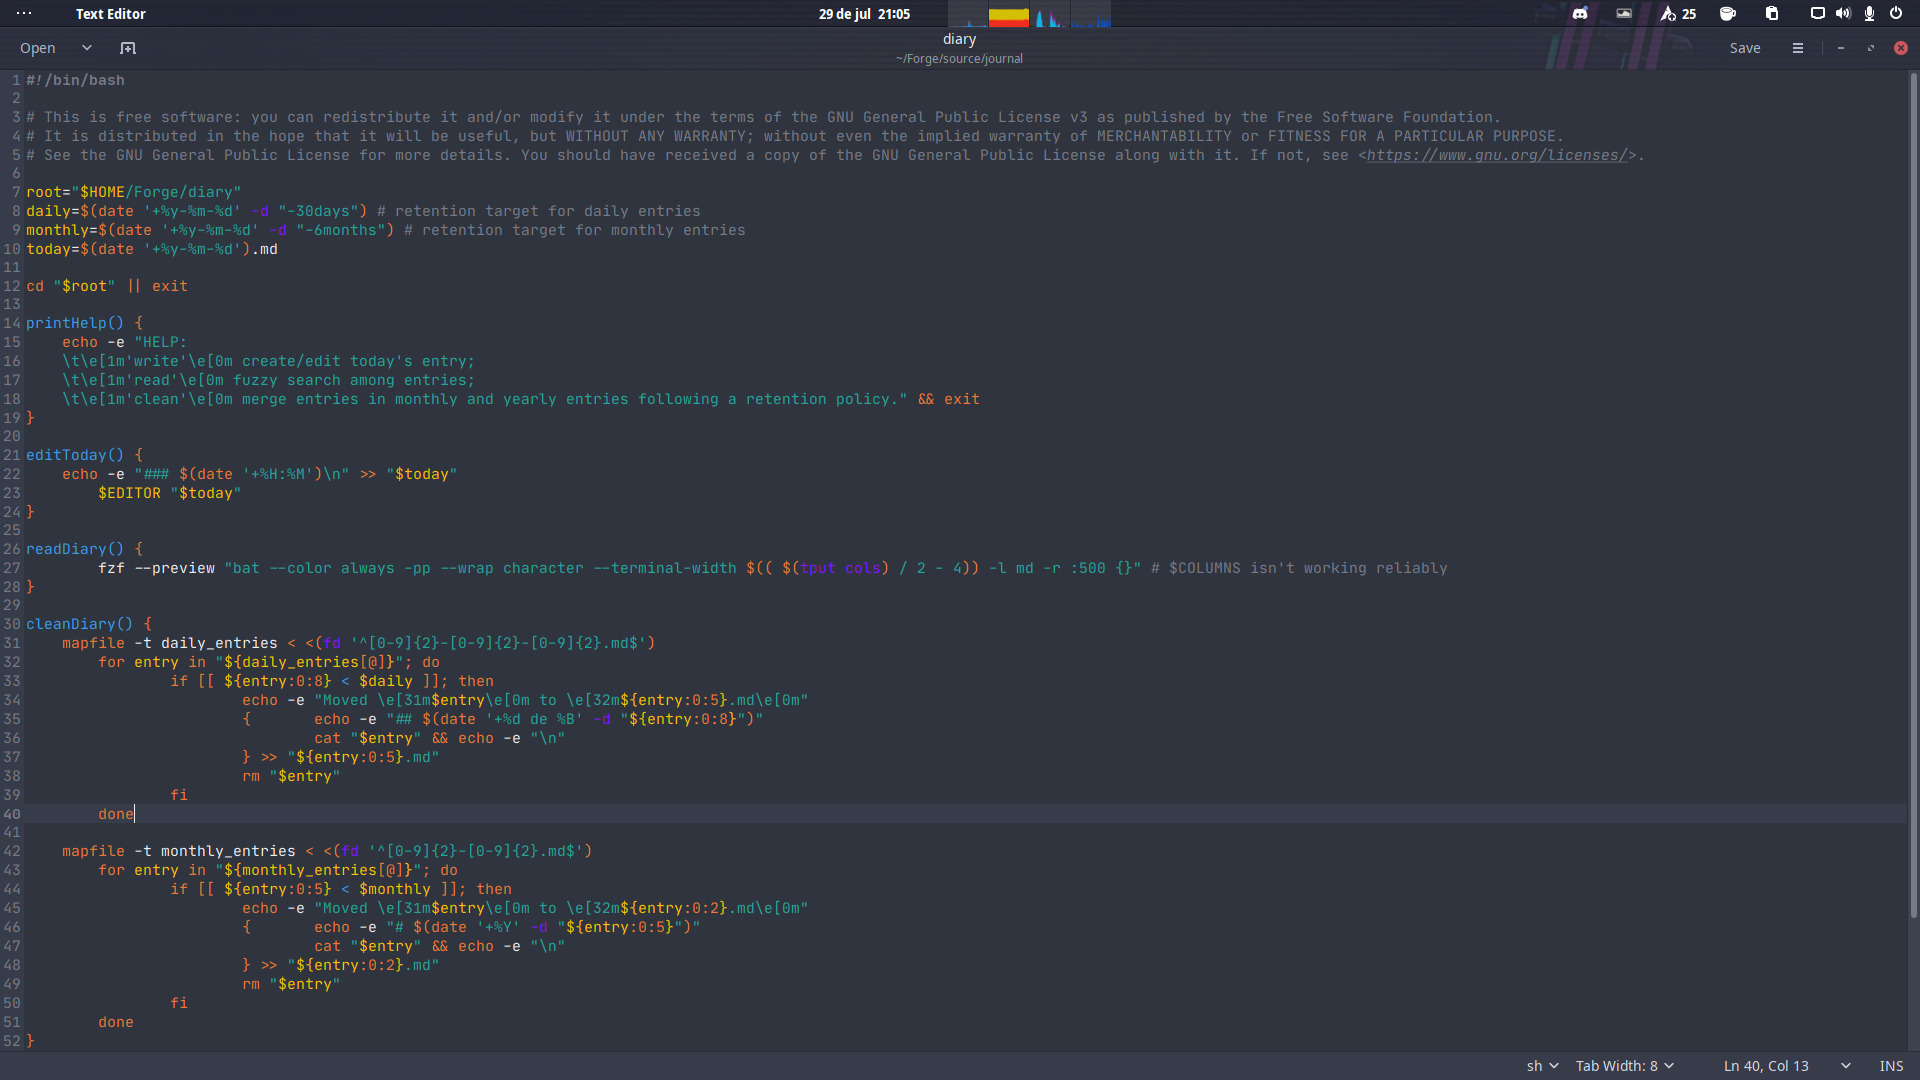 Text Editor
29 de jul 21:05
25
Open
diary
~/Forge/source/journal
Save
1 #!/bin/bash
2
3 # This is free software: you can redistribute it and/or modify it under the terms of the GNU General Public License v3 as published by the Free Software Foundation.
4 # It is distributed in the hope that it will be useful, but WITHOUT ANY WARRANTY; without even the implied warranty of MERCHANTABILITY or FITNESS FOR A PARTICULAR PURPOSE.
5 # See the GNU General Public License for more details. You should have received a copy of the GNU General Public License along with it. If not, see <https://www.gnu.org/licenses/>.
6
7 root="$HOME/Forge/diary"
8 daily=$(date '+%y-%m-%d' -d "-30days") # retention target for daily entries
9 monthly=$(date '+%y-%m-%d' -d "-6months") # retention target for monthly entries
10 today=$(date '+%y-%m-%d').md
11
12 cd "$root" || exit
13
14 printHelp() {
15     echo -e "HELP:
16     \t\e[1m'write'\e[0m create/edit today's entry;
17     \t\e[1m'read'\e[0m fuzzy search among entries;
18     \t\e[1m'clean'\e[0m merge entries in monthly and yearly entries following a retention policy." && exit
19 }
20
21 editToday() {
22     echo -e "### $(date '+%H:%M')\n" >> "$today"
23         $EDITOR "$today"
24 }
25
26 readDiary() {
27         fzf --preview "bat --color always -pp --wrap character --terminal-width $(( $(tput cols) / 2 - 4)) -l md -r :500 {}" # $COLUMNS isn't working reliably
28 }
29
30 cleanDiary() {
31     mapfile -t daily_entries < <(fd '^[0-9]{2}-[0-9]{2}-[0-9]{2}.md$')
32         for entry in "${daily_entries[@]}"; do
33                 if [[ ${entry:0:8} < $daily ]]; then
34                         echo -e "Moved \e[31m$entry\e[0m to \e[32m${entry:0:5}.md\e[0m"
35                         {       echo -e "## $(date '+%d de %B' -d "${entry:0:8}")"
36                                 cat "$entry" && echo -e "\n"
37                         } >> "${entry:0:5}.md"
38                         rm "$entry"
39                 fi
40         done
41
42     mapfile -t monthly_entries < <(fd '^[0-9]{2}-[0-9]{2}.md$')
43         for entry in "${monthly_entries[@]}"; do
44                 if [[ ${entry:0:5} < $monthly ]]; then
45                         echo -e "Moved \e[31m$entry\e[0m to \e[32m${entry:0:2}.md\e[0m"
46                         {       echo -e "# $(date '+%Y' -d "${entry:0:5}")"
47                                 cat "$entry" && echo -e "\n"
48                         } >> "${entry:0:2}.md"
49                         rm "$entry"
50                 fi
51         done
52 }
sh
Tab Width: 8
Ln 40, Col 13
INS